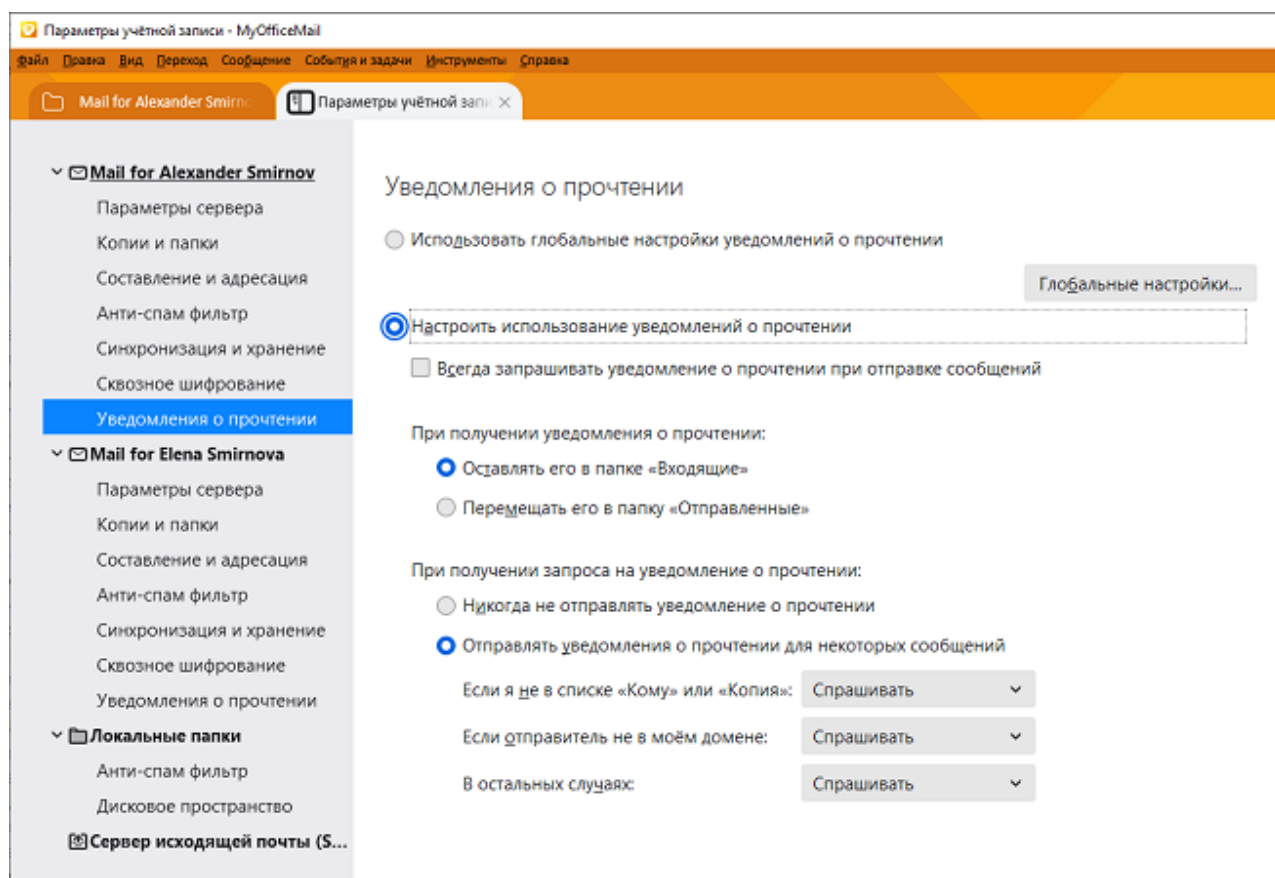 Параметры учётной записи - MyOfficeMail
Файл Правка Вид Переход Сообщение События и задачи Инструменты Справка
Mail for Alexander Smirno
Параметры учётной запи
Mail for Alexander Smirnov
Параметры сервера
Копии и папки
Составление и адресация
Анти-спам фильтр
Синхронизация и хранение
Сквозное шифрование
Уведомления о прочтении
Mail for Elena Smirnova
Параметры сервера
Копии и папки
Составление и адресация
Анти-спам фильтр
Синхронизация и хранение
Сквозное шифрование
Уведомления о прочтении
Локальные папки
Анти-спам фильтр
Дисковое пространство
Сервер исходящей почты (S...
Уведомления о прочтении
Использовать глобальные настройки уведомлений о прочтении
Глобальные настройки...
Настроить использование уведомлений о прочтении
Всегда запрашивать уведомление о прочтении при отправке сообщений
При получении уведомления о прочтении:
Оставлять его в папке «Входящие»
Перемещать его в папку «Отправленные»
При получении запроса на уведомление о прочтении:
Никогда не отправлять уведомление о прочтении
Отправлять уведомления о прочтении для некоторых сообщений
Если я не в списке «Кому» или «Копия»: Спрашивать
Если отправитель не в моём домене: Спрашивать
В остальных случаях: Спрашивать